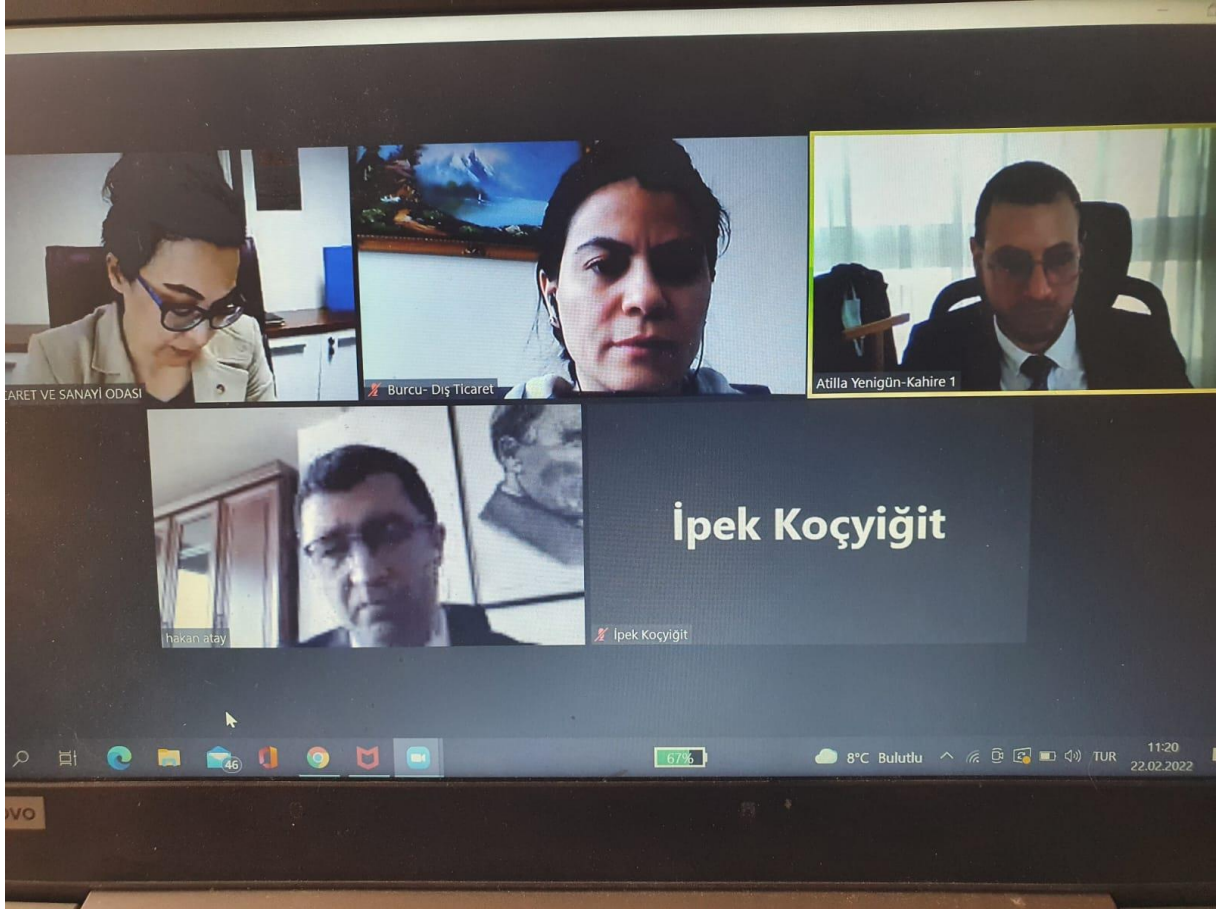 CARET VE SANAYİ ODASI
Burcu- Dış Ticaret
Atilla Yenigün-Kahire 1
hakan atay
İpek Koçyiğit
İpek Koçyiğit
46
67%
8°C Bulutlu
TUR
11:20
22.02.2022
OVO